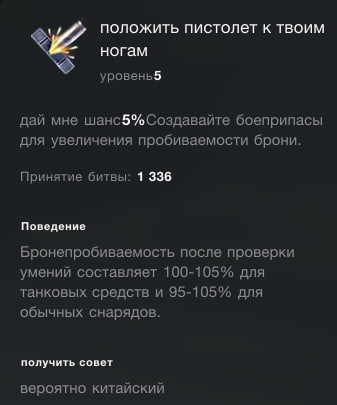 положить пистолет к твоим
ногам
уровень5
дай мне шанс5%Создавайте боеприпасы
для увеличения пробиваемости брони.
Принятие битвы: 1 336
Поведение
Бронепробиваемость после проверки
умений составляет 100-105% для
танковых средств и 95-105% для
обычных снарядов.
получить совет
вероятно китайский